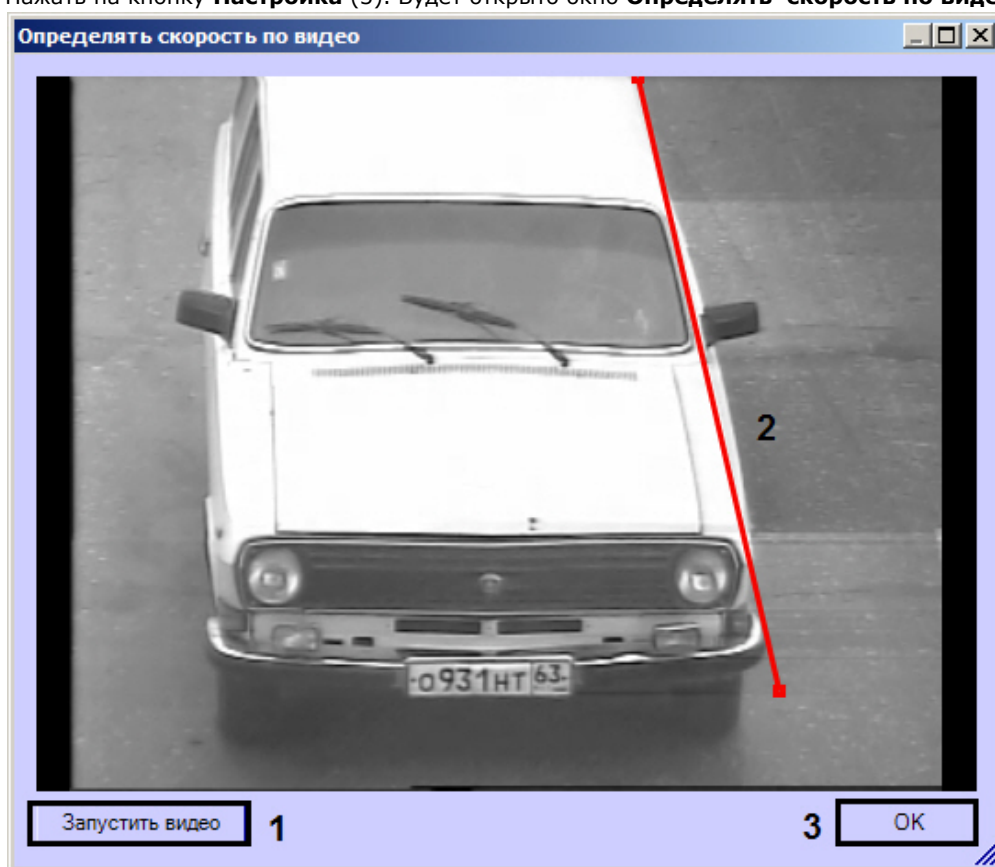 Нажать на кнопку Настройка (3). Будет открыто окно Определять скорость по виде
Определять скорость по видео
2
о931нт 63
Запустить видео 1 3 OK